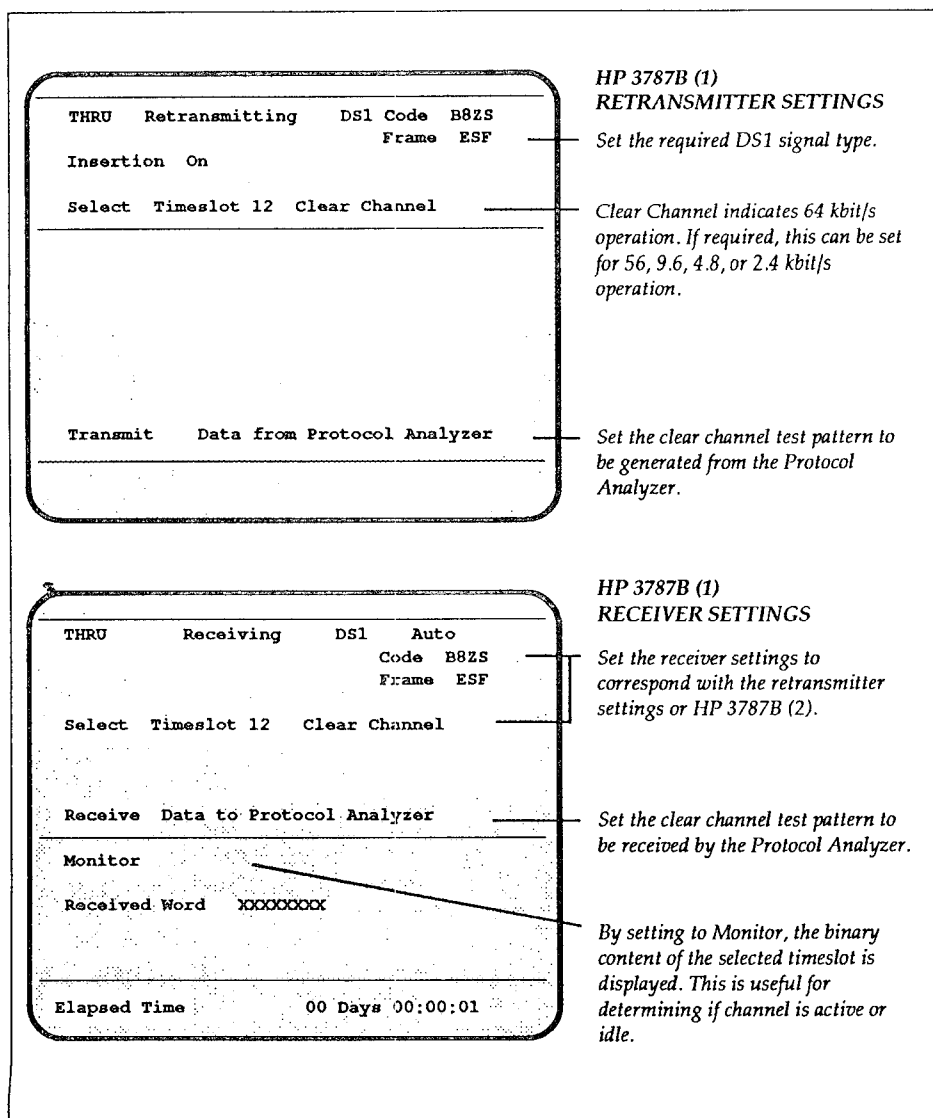 HP 3787B (1)
RETRANSMITTER SETTINGS
THRU Retransmitting DS1 Code B8ZS
Frame ESF
Set the required DS1 signal type.
Insertion On
Select Timeslot 12 Clear Channel
Clear Channel indicates 64 kbit/s
operation. If required, this can be set
for 56, 9.6, 4.8, or 2.4 kbit/s
operation.
Transmit Data from Protocol Analyzer
Set the clear channel test pattern to
be generated from the Protocol
Analyzer.
HP 3787B (1)
RECEIVER SETTINGS
THRU Receiving DS1 Auto
Code B8ZS
Frame ESF
Set the receiver settings to
correspond with the retransmitter
settings or HP 3787B (2).
Select Timeslot 12 Clear Channel
Receive Data to Protocol Analyzer
Set the clear channel test pattern to
be received by the Protocol Analyzer.
Monitor
Received Word XXXXXXXX
By setting to Monitor, the binary
content of the selected timeslot is
displayed. This is useful for
determining if channel is active or
idle.
Elapsed Time 00 Days 00:00:01